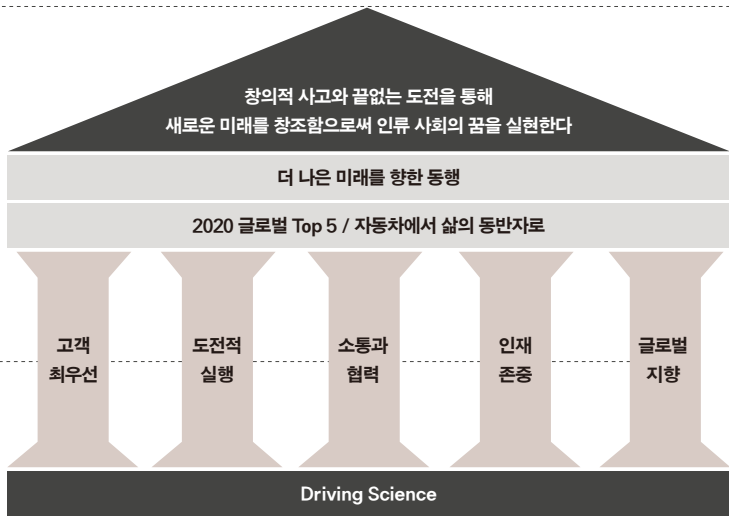 창의적 사고와 끝없는 도전을 통해
새로운 미래를 창조함으로써 인류 사회의 꿈을 실현한다
더 나은 미래를 향한 동행
2020 글로벌 Top 5 / 자동차에서 삶의 동반자로
고객
최우선
도전적
실행
소통과
협력
인재
존중
글로벌
지향
Driving Science